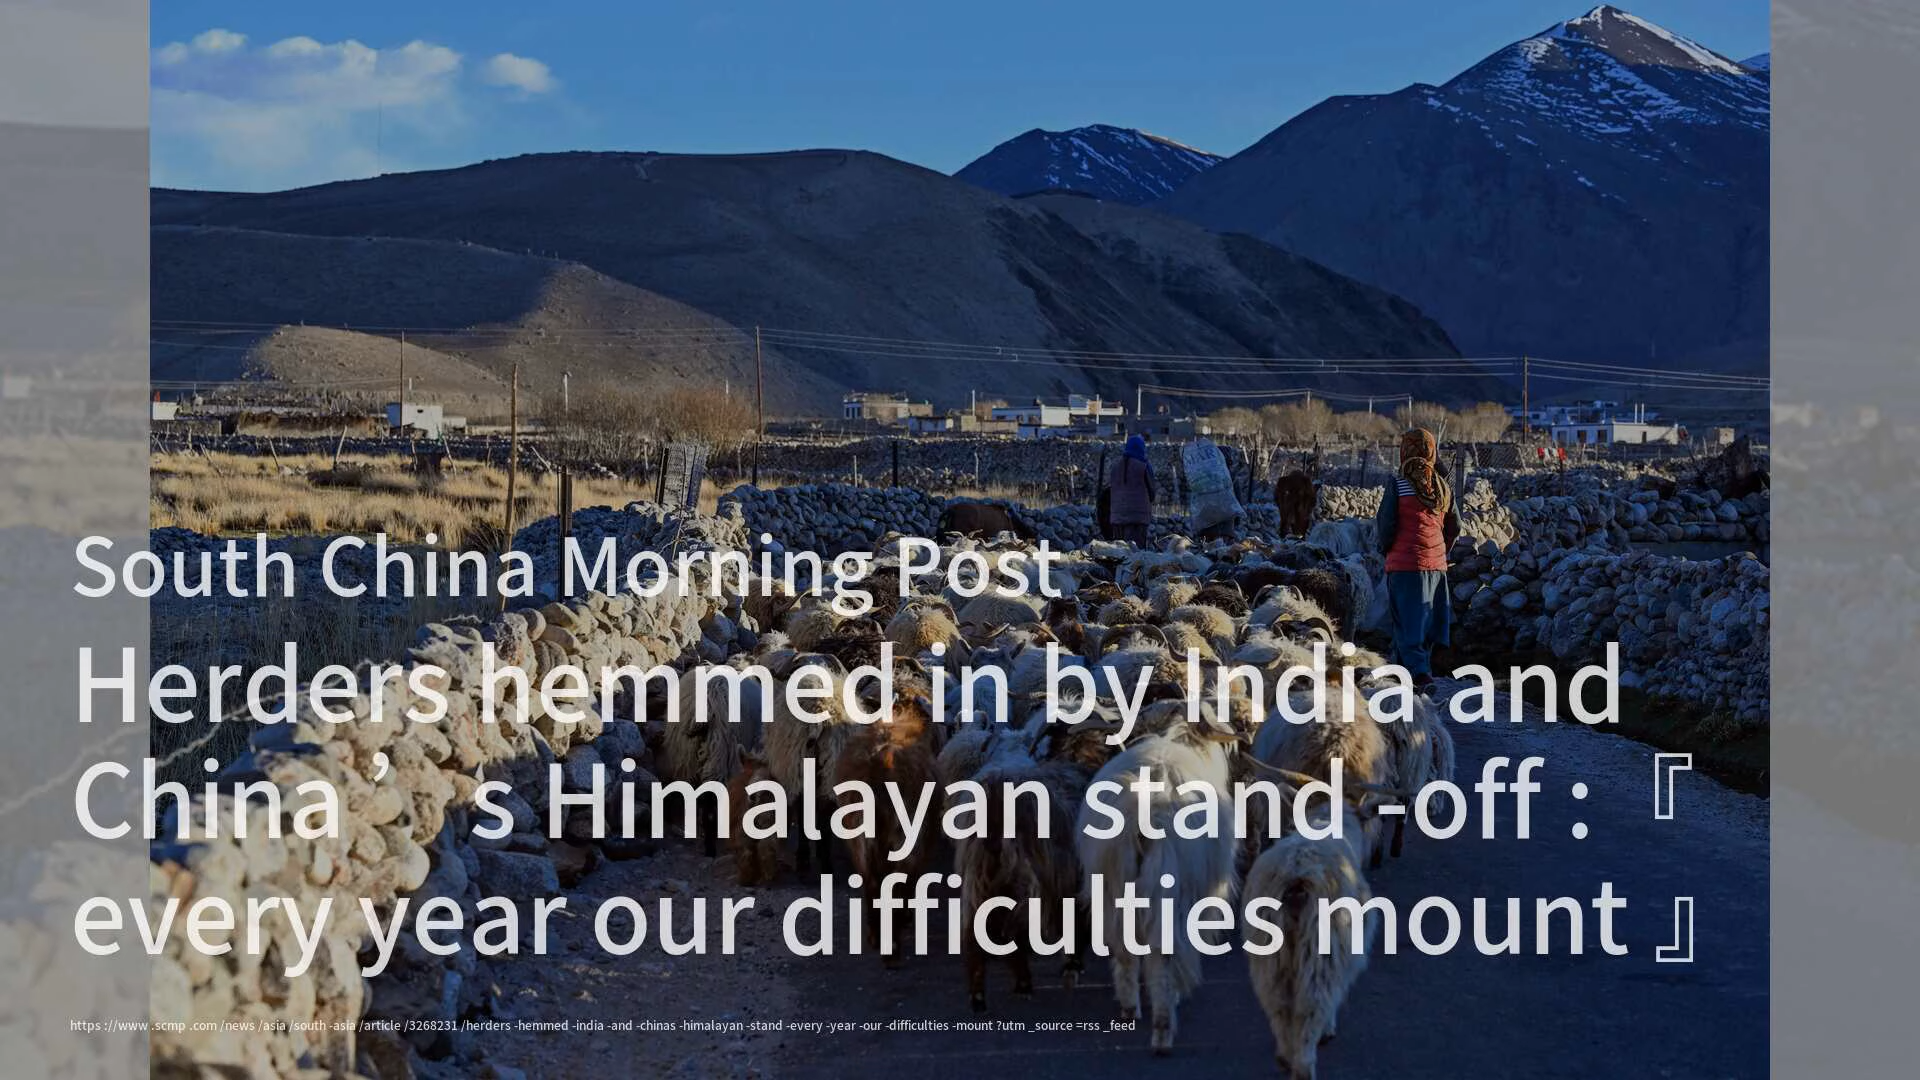 South China Morning Post
Herders hemmed in by India and
China’s Himalayan stand -off : 『
every year our difficulties mount 』
https ://www .scmp .com /news /asia /south -asia /article /3268231 /herders -hemmed -india -and -chinas -himalayan -stand -every -year -our -difficulties -mount ?utm _source =rss _feed